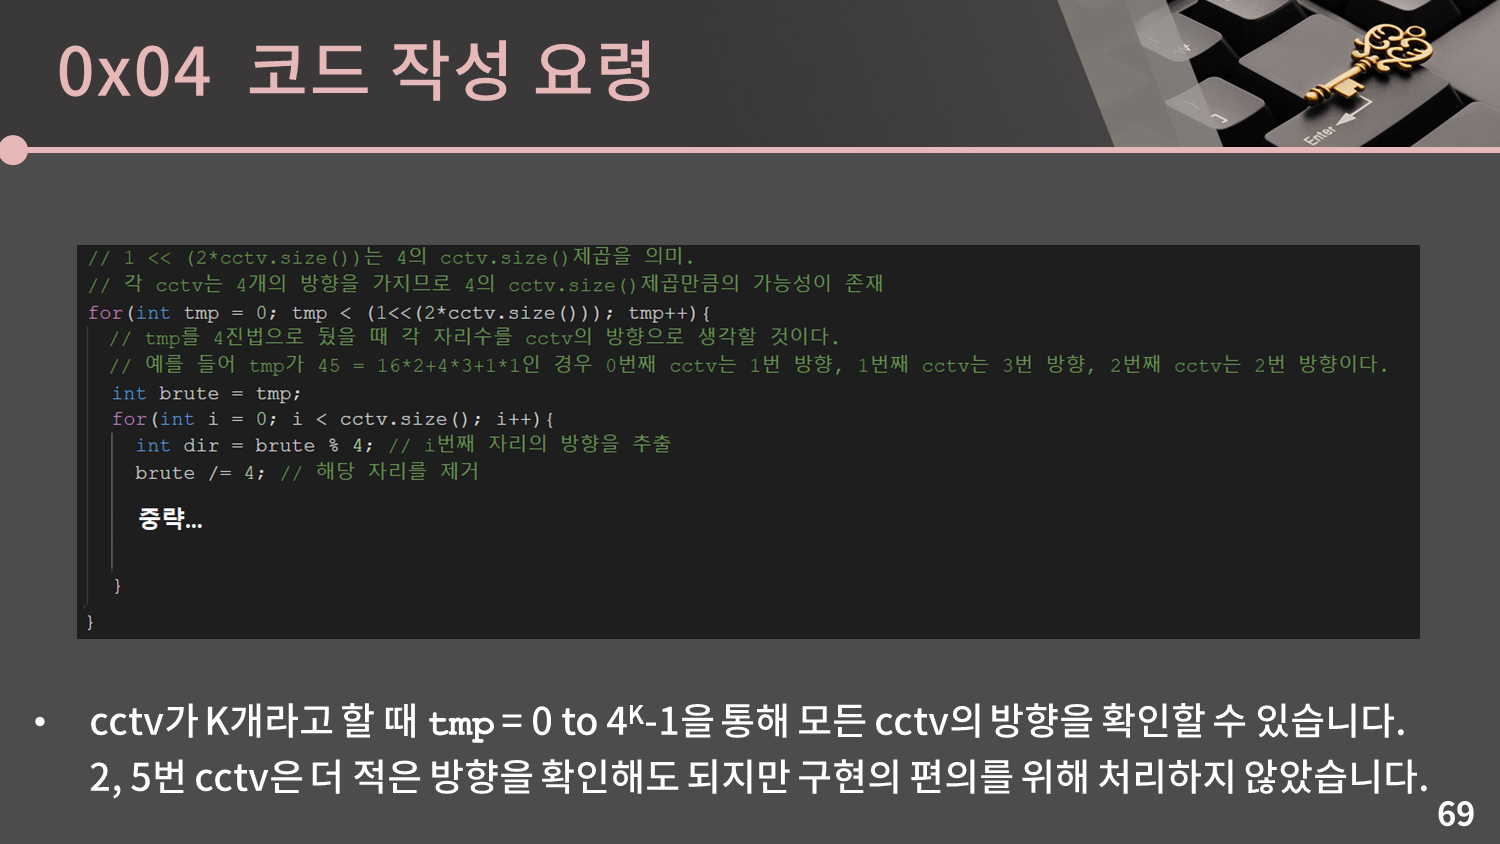 0x04 코드 작성 요령
Enter
// 1 << (2*cctv.size())는 4의 cctv.size()제곱을 의미.
// 각 cctv는 4개의 방향을 가지므로 4의 cctv.size()제곱만큼의 가능성이 존재
for(int tmp = 0; tmp < (1<<(2*cctv.size())); tmp++){
// tmp를 4진법으로 뒀을 때 각 자리수를 cctv의 방향으로 생각할 것이다.
// 예를 들어 tmp가 45 = 16*2+4*3+1*1인 경우 0번째 cctv는 1번 방향, 1번째 cctv는 3번 방향, 2번째 cctv는 2번 방향이다.
int brute = tmp;
for(int i = 0; i < cctv.size(); i++){
int dir = brute % 4; // i번째 자리의 방향을 추출
brute /= 4; // 해당 자리를 제거
중략...
}
}
• cctv가 K개라고 할 때 tmp = 0 to 4ᴷ-1을 통해 모든 cctv의 방향을 확인할 수 있습니다.
2, 5번 cctv은 더 적은 방향을 확인해도 되지만 구현의 편의를 위해 처리하지 않았습니다.
69